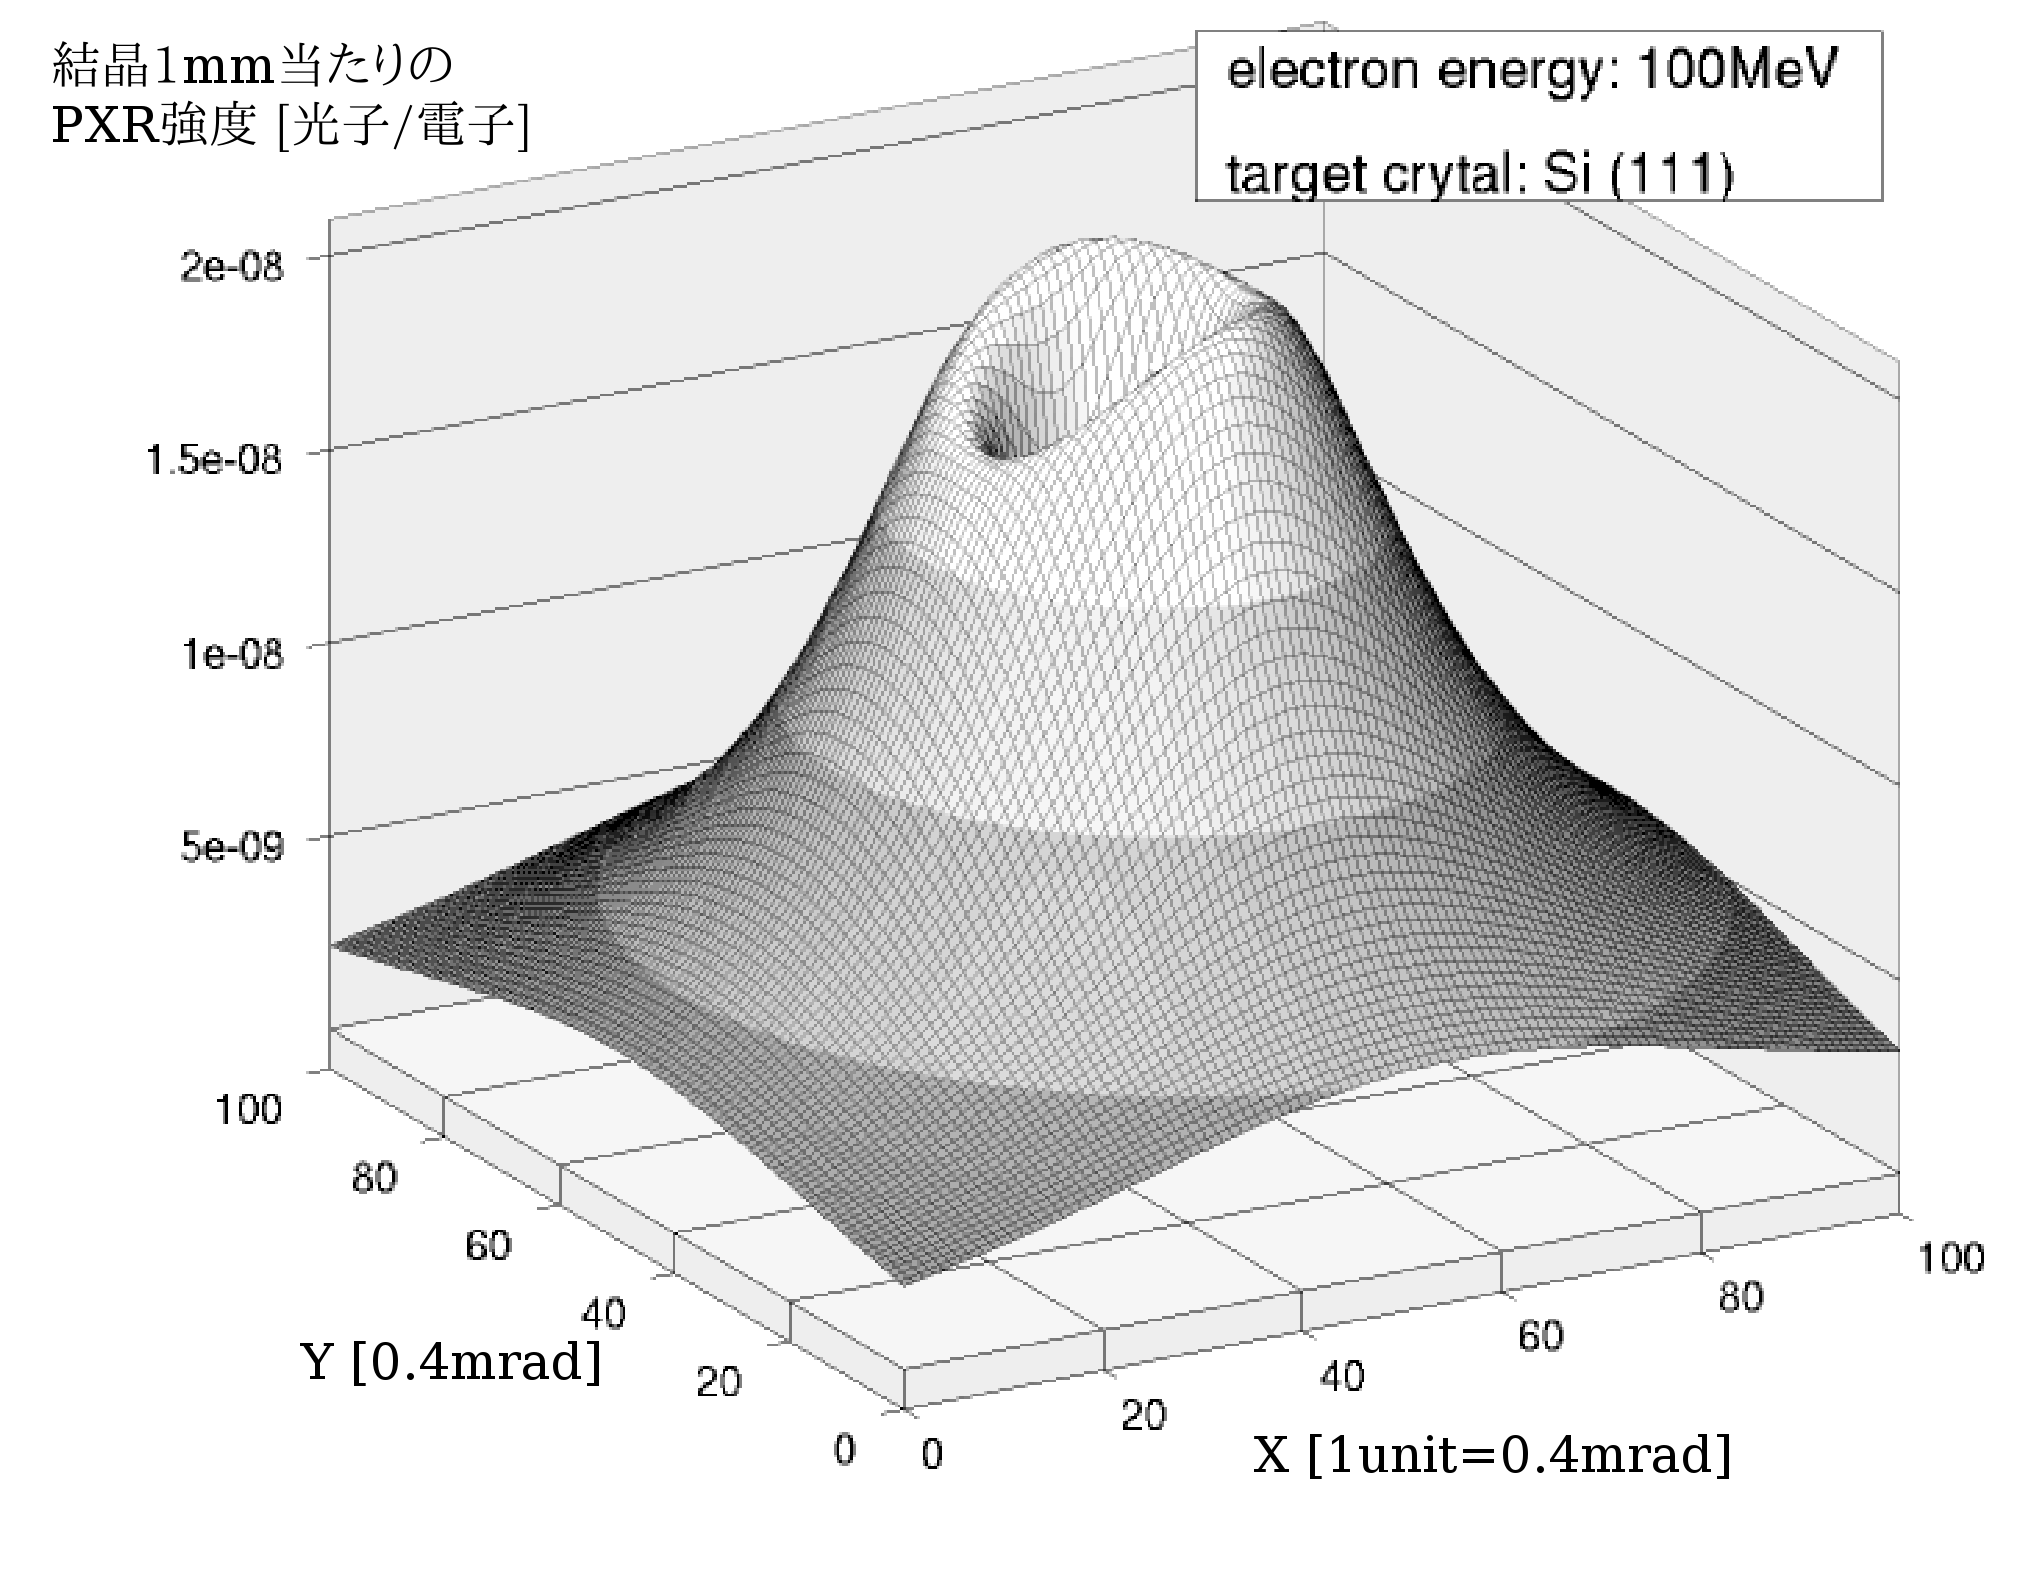 結晶1mm当たりの
PXR強度 [光子/電子]
electron energy: 100MeV
target crytal: Si (111)
2e-08
1.5e-08
1e-08
5e-09
100
80
60
40
20
0
Y [0.4mrad]
0
20
40
60
80
100
X [1unit=0.4mrad]